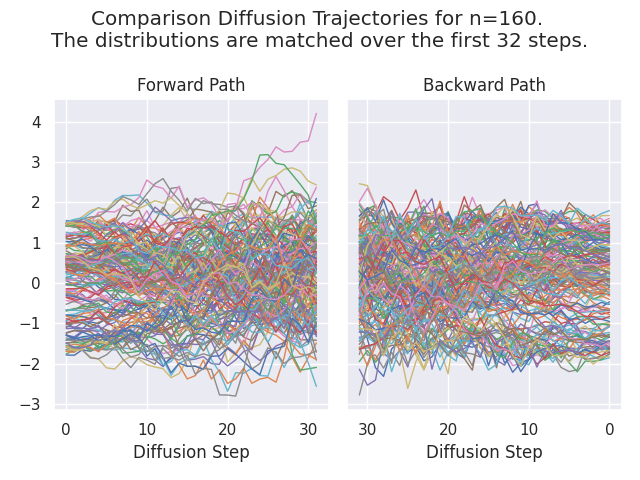 Comparison Diffusion Trajectories for n=160.
The distributions are matched over the first 32 steps.
Forward Path
Backward Path
4
3
2
1
0
−1
−2
−3
0 10 20 30
30 20 10 0
Diffusion Step
Diffusion Step